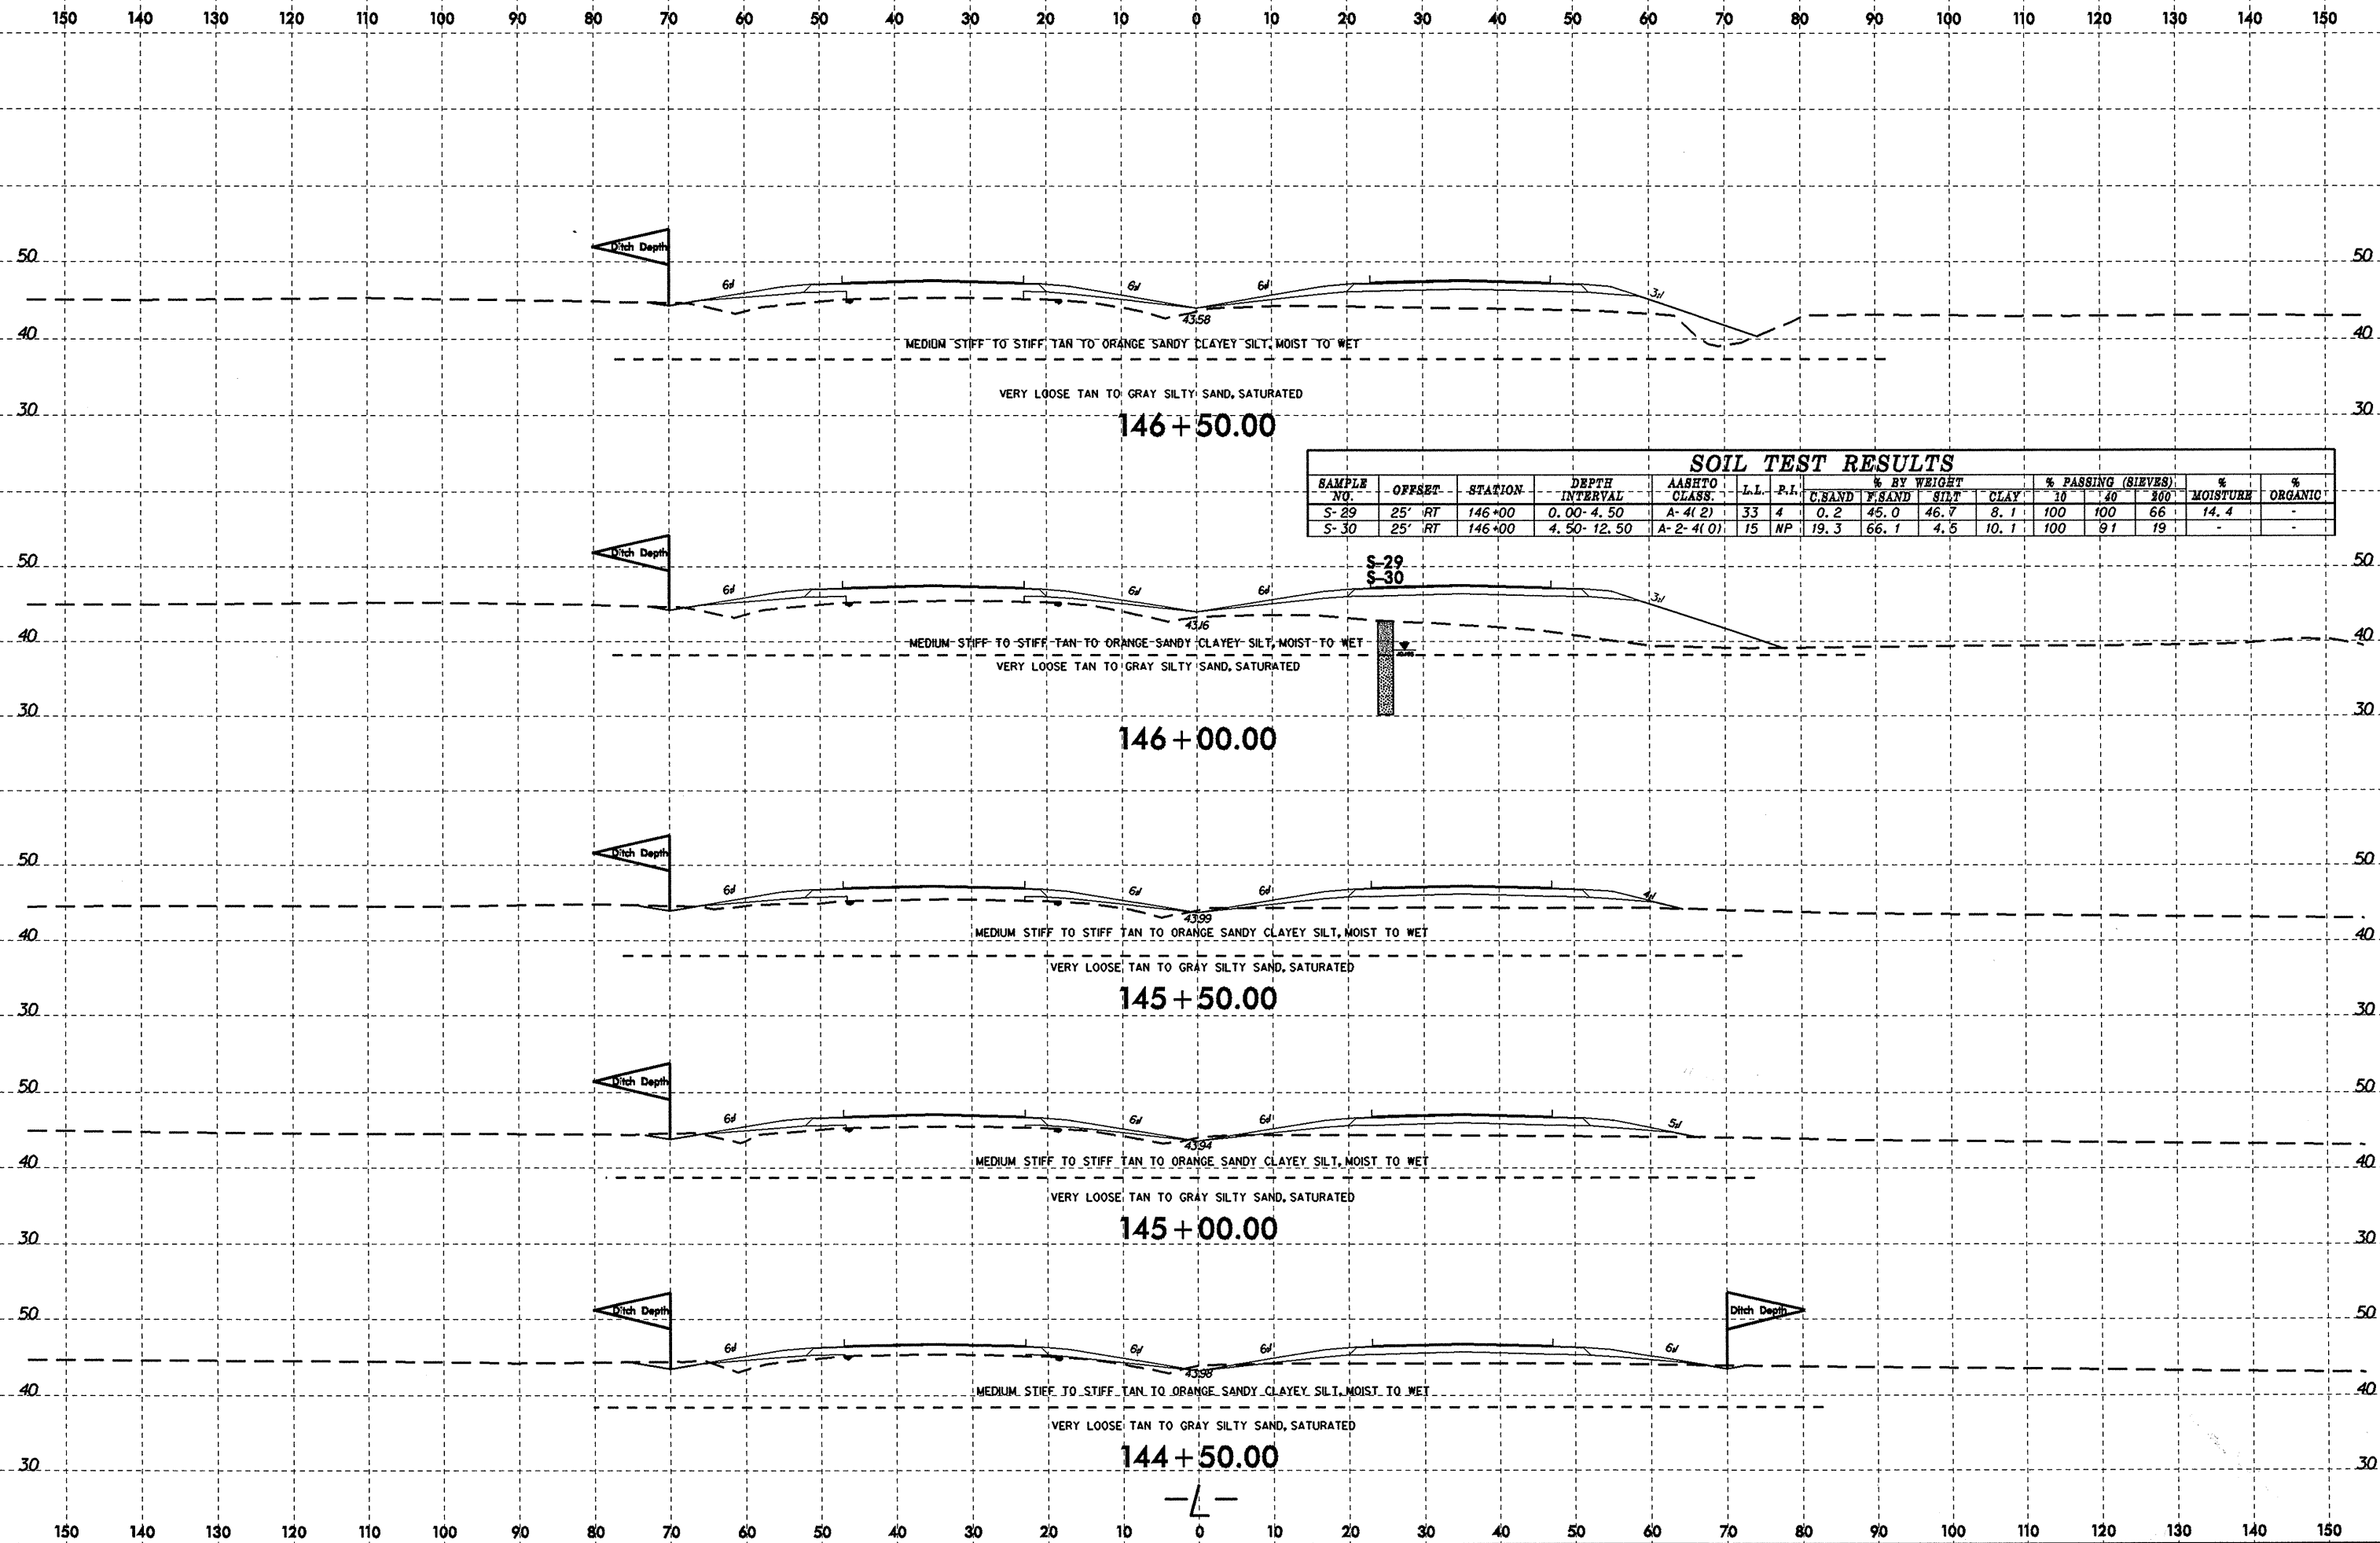 150 140 130 120 110 100 90 80 70 60 50 40 30 20 10 0 10 20 30 40 50 60 70 80 90 100 110 120 130 140 150
Ditch Depth
50 50
6:1 6:1 6:1 3:1
43.58
40 40
MEDIUM STIFF TO STIFF TAN TO ORANGE SANDY CLAYEY SILT, MOIST TO WET
VERY LOOSE TAN TO GRAY SILTY SAND, SATURATED
30 30
146+50.00
SOIL TEST RESULTS
SAMPLE NO. OFFSET STATION DEPTH INTERVAL AASHTO CLASS. L.L. P.I. % BY WEIGHT C.SAND F.SAND SILT CLAY % PASSING (SIEVES) 10 40 200 % MOISTURE % ORGANIC
S-29 25' RT 146+00 0.00-4.50 A-4(2) 33 4 0.2 45.0 46.7 8.1 100 100 66 14.4 -
S-30 25' RT 146+00 4.50-12.50 A-2-4(0) 15 NP 19.3 66.1 4.5 10.1 100 91 19 - -
Ditch Depth
50 50
S-29
S-30
6:1 6:1 6:1 3:1
43.16
40 40
MEDIUM STIFF TO STIFF TAN TO ORANGE SANDY CLAYEY SILT, MOIST TO WET
VERY LOOSE TAN TO GRAY SILTY SAND, SATURATED
30 30
146+00.00
Ditch Depth
50 50
6:1 6:1 6:1 4:1
43.99
MEDIUM STIFF TO STIFF TAN TO ORANGE SANDY CLAYEY SILT, MOIST TO WET
40 40
VERY LOOSE TAN TO GRAY SILTY SAND, SATURATED
145+50.00
30 30
Ditch Depth
50 50
6:1 6:1 6:1 5:1
43.94
MEDIUM STIFF TO STIFF TAN TO ORANGE SANDY CLAYEY SILT, MOIST TO WET
40 40
VERY LOOSE TAN TO GRAY SILTY SAND, SATURATED
145+00.00
30 30
Ditch Depth Ditch Depth
50 50
6:1 6:1 6:1 6:1
43.98
MEDIUM STIFF TO STIFF TAN TO ORANGE SANDY CLAYEY SILT, MOIST TO WET
40 40
VERY LOOSE TAN TO GRAY SILTY SAND, SATURATED
144+50.00
30 30
-L-
150 140 130 120 110 100 90 80 70 60 50 40 30 20 10 0 10 20 30 40 50 60 70 80 90 100 110 120 130 140 150